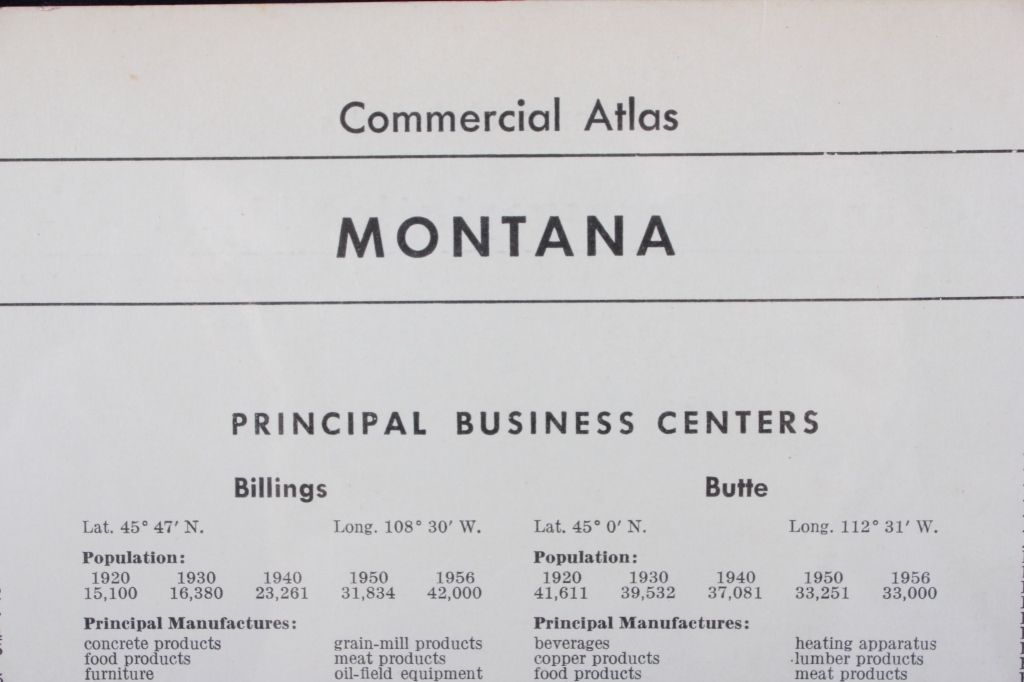 Commercial Atlas
MONTANA
PRINCIPAL BUSINESS CENTERS
Billings
Lat. 45° 47′ N. Long. 108° 30′ W.
Population:
1920 1930 1940 1950 1956
15,100 16,380 23,261 31,834 42,000
Principal Manufactures:
concrete products grain-mill products
food products meat products
furniture oil-field equipment
Butte
Lat. 45° 0′ N. Long. 112° 31′ W.
Population:
1920 1930 1940 1950 1956
41,611 39,532 37,081 33,251 33,000
Principal Manufactures:
beverages heating apparatus
copper products lumber products
food products meat products